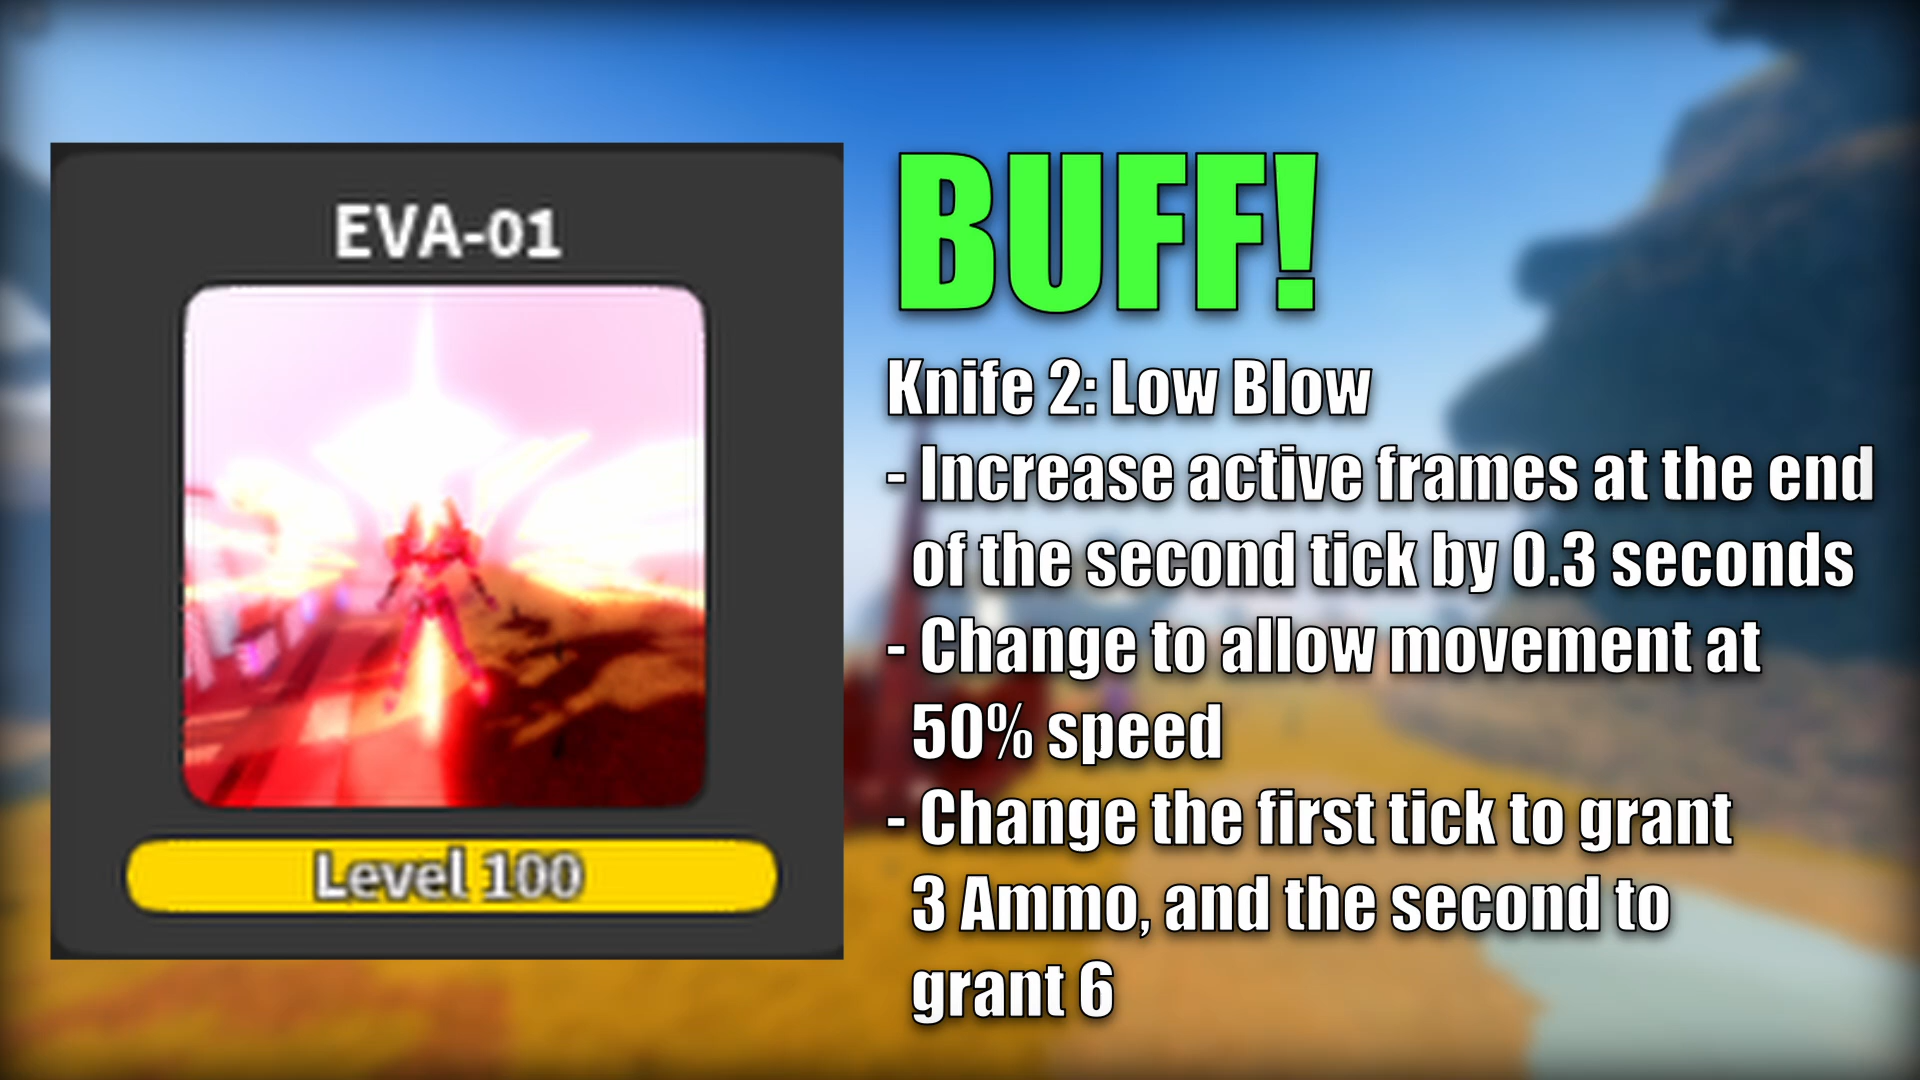 EVA-01
Level 100
BUFF!
Knife 2: Low Blow
- Increase active frames at the end
of the second tick by 0.3 seconds
- Change to allow movement at
50% speed
- Change the first tick to grant
3 Ammo, and the second to
grant 6